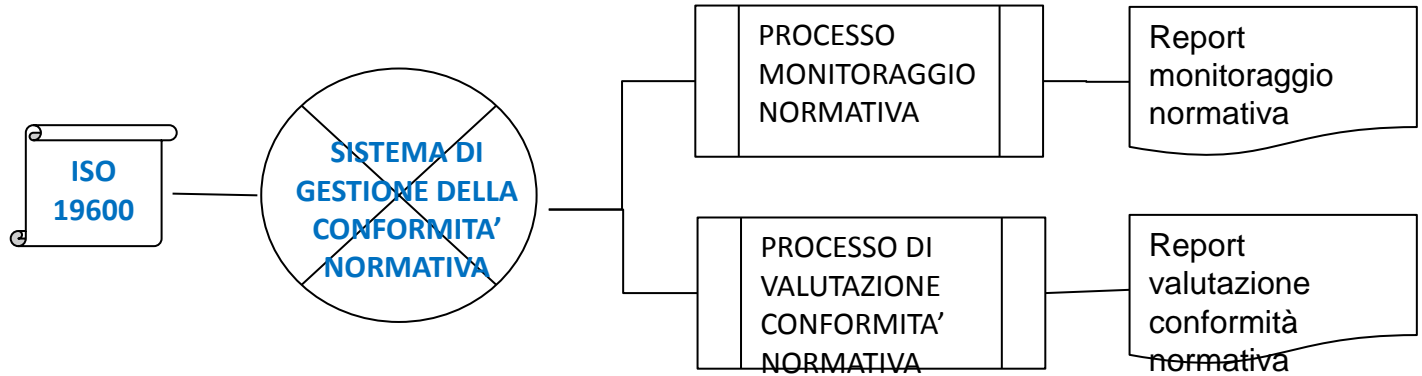 ISO
19600
SISTEMA DI
GESTIONE DELLA
CONFORMITA’
NORMATIVA
PROCESSO
MONITORAGGIO
NORMATIVA
Report
monitoraggio
normativa
PROCESSO DI
VALUTAZIONE
CONFORMITA’
NORMATIVA
Report
valutazione
conformità
normativa